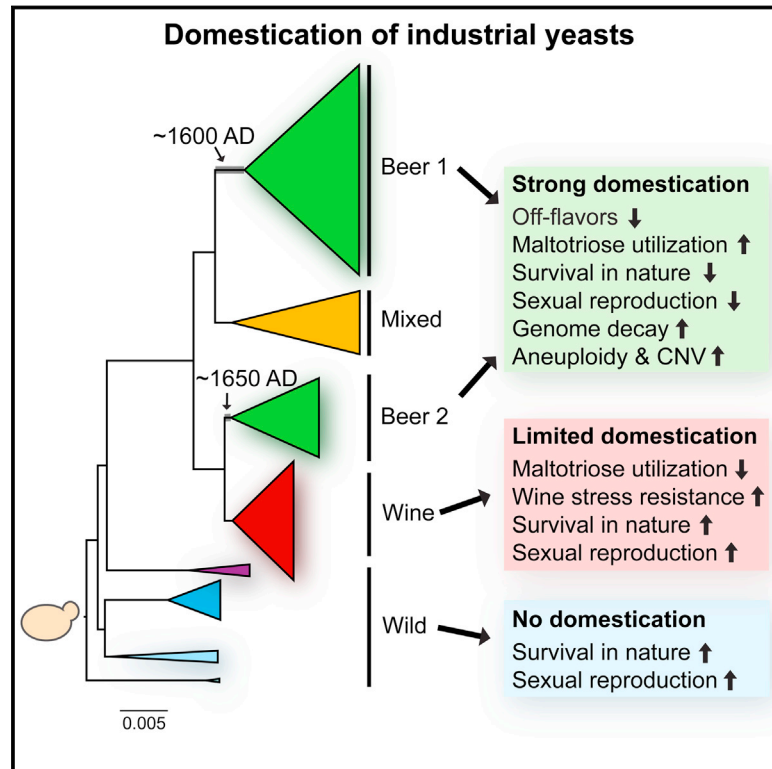 Domestication of industrial yeasts
~1600 AD
Beer 1
Mixed
~1650 AD
Beer 2
Wine
Wild
0.005
Strong domestication
Off-flavors ↓
Maltotriose utilization ↑
Survival in nature ↓
Sexual reproduction ↓
Genome decay ↑
Aneuploidy & CNV ↑
Limited domestication
Maltotriose utilization ↓
Wine stress resistance ↑
Survival in nature ↑
Sexual reproduction ↑
No domestication
Survival in nature ↑
Sexual reproduction ↑